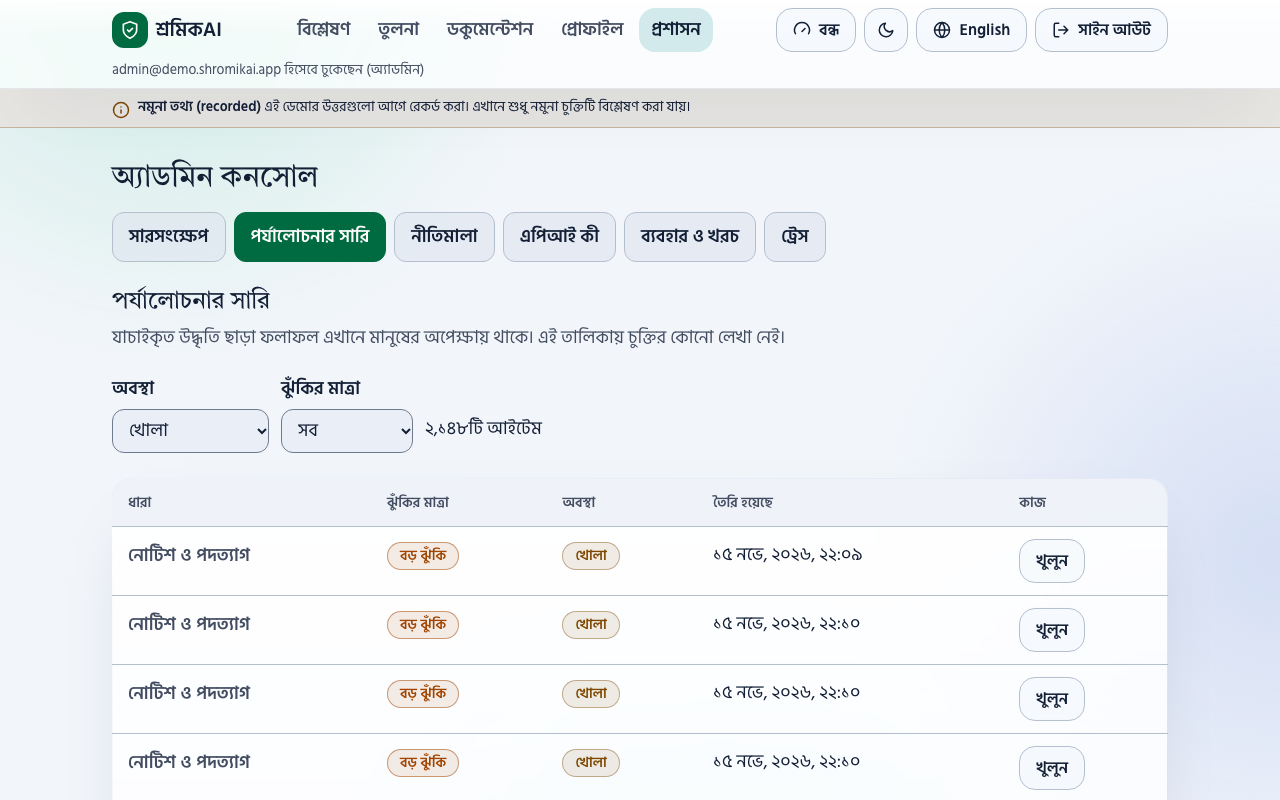 শ্রমিকAI
বিশ্লেষণ তুলনা ডকুমেন্টেশন প্রোফাইল প্রশাসন
বন্ধ English সাইন আউট
admin@demo.shromikai.app হিসেবে ঢুকেছেন (অ্যাডমিন)
নমুনা তথ্য (recorded) এই ডেমোর উত্তরগুলো আগে রেকর্ড করা। এখানে শুধু নমুনা চুক্তিটি বিশ্লেষণ করা যায়।
অ্যাডমিন কনসোল
সারসংক্ষেপ পর্যালোচনার সারি নীতিমালা এপিআই কী ব্যবহার ও খরচ ট্রেস
পর্যালোচনার সারি
যাচাইকৃত উদ্ধৃতি ছাড়া ফলাফল এখানে মানুষের অপেক্ষায় থাকে। এই তালিকায় চুক্তির কোনো লেখা নেই।
অবস্থা ঝুঁকির মাত্রা
খোলা সব ২,১৪৮টি আইটেম
ধারা ঝুঁকির মাত্রা অবস্থা তৈরি হয়েছে কাজ
নোটিশ ও পদত্যাগ বড় ঝুঁকি খোলা ১৫ নভে, ২০২৬, ২২:০৯ খুলুন
নোটিশ ও পদত্যাগ বড় ঝুঁকি খোলা ১৫ নভে, ২০২৬, ২২:১০ খুলুন
নোটিশ ও পদত্যাগ বড় ঝুঁকি খোলা ১৫ নভে, ২০২৬, ২২:১০ খুলুন
নোটিশ ও পদত্যাগ বড় ঝুঁকি খোলা ১৫ নভে, ২০২৬, ২২:১০ খুলুন